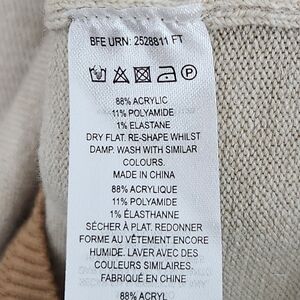 BFE URN: 2528811 FT
88% ACRYLIC
11% POLYAMIDE
1% ELASTANE
DRY FLAT. RE-SHAPE WHILST
DAMP. WASH WITH SIMILAR
COLOURS.
MADE IN CHINA
88% ACRYLIQUE
11% POLYAMIDE
1% ÉLASTHANNE
SÉCHER À PLAT. REDONNER
FORME AU VÊTEMENT ENCORE
HUMIDE. LAVER AVEC DES
COULEURS SIMILAIRES.
FABRIQUÉ EN CHINE
88% ACRYL